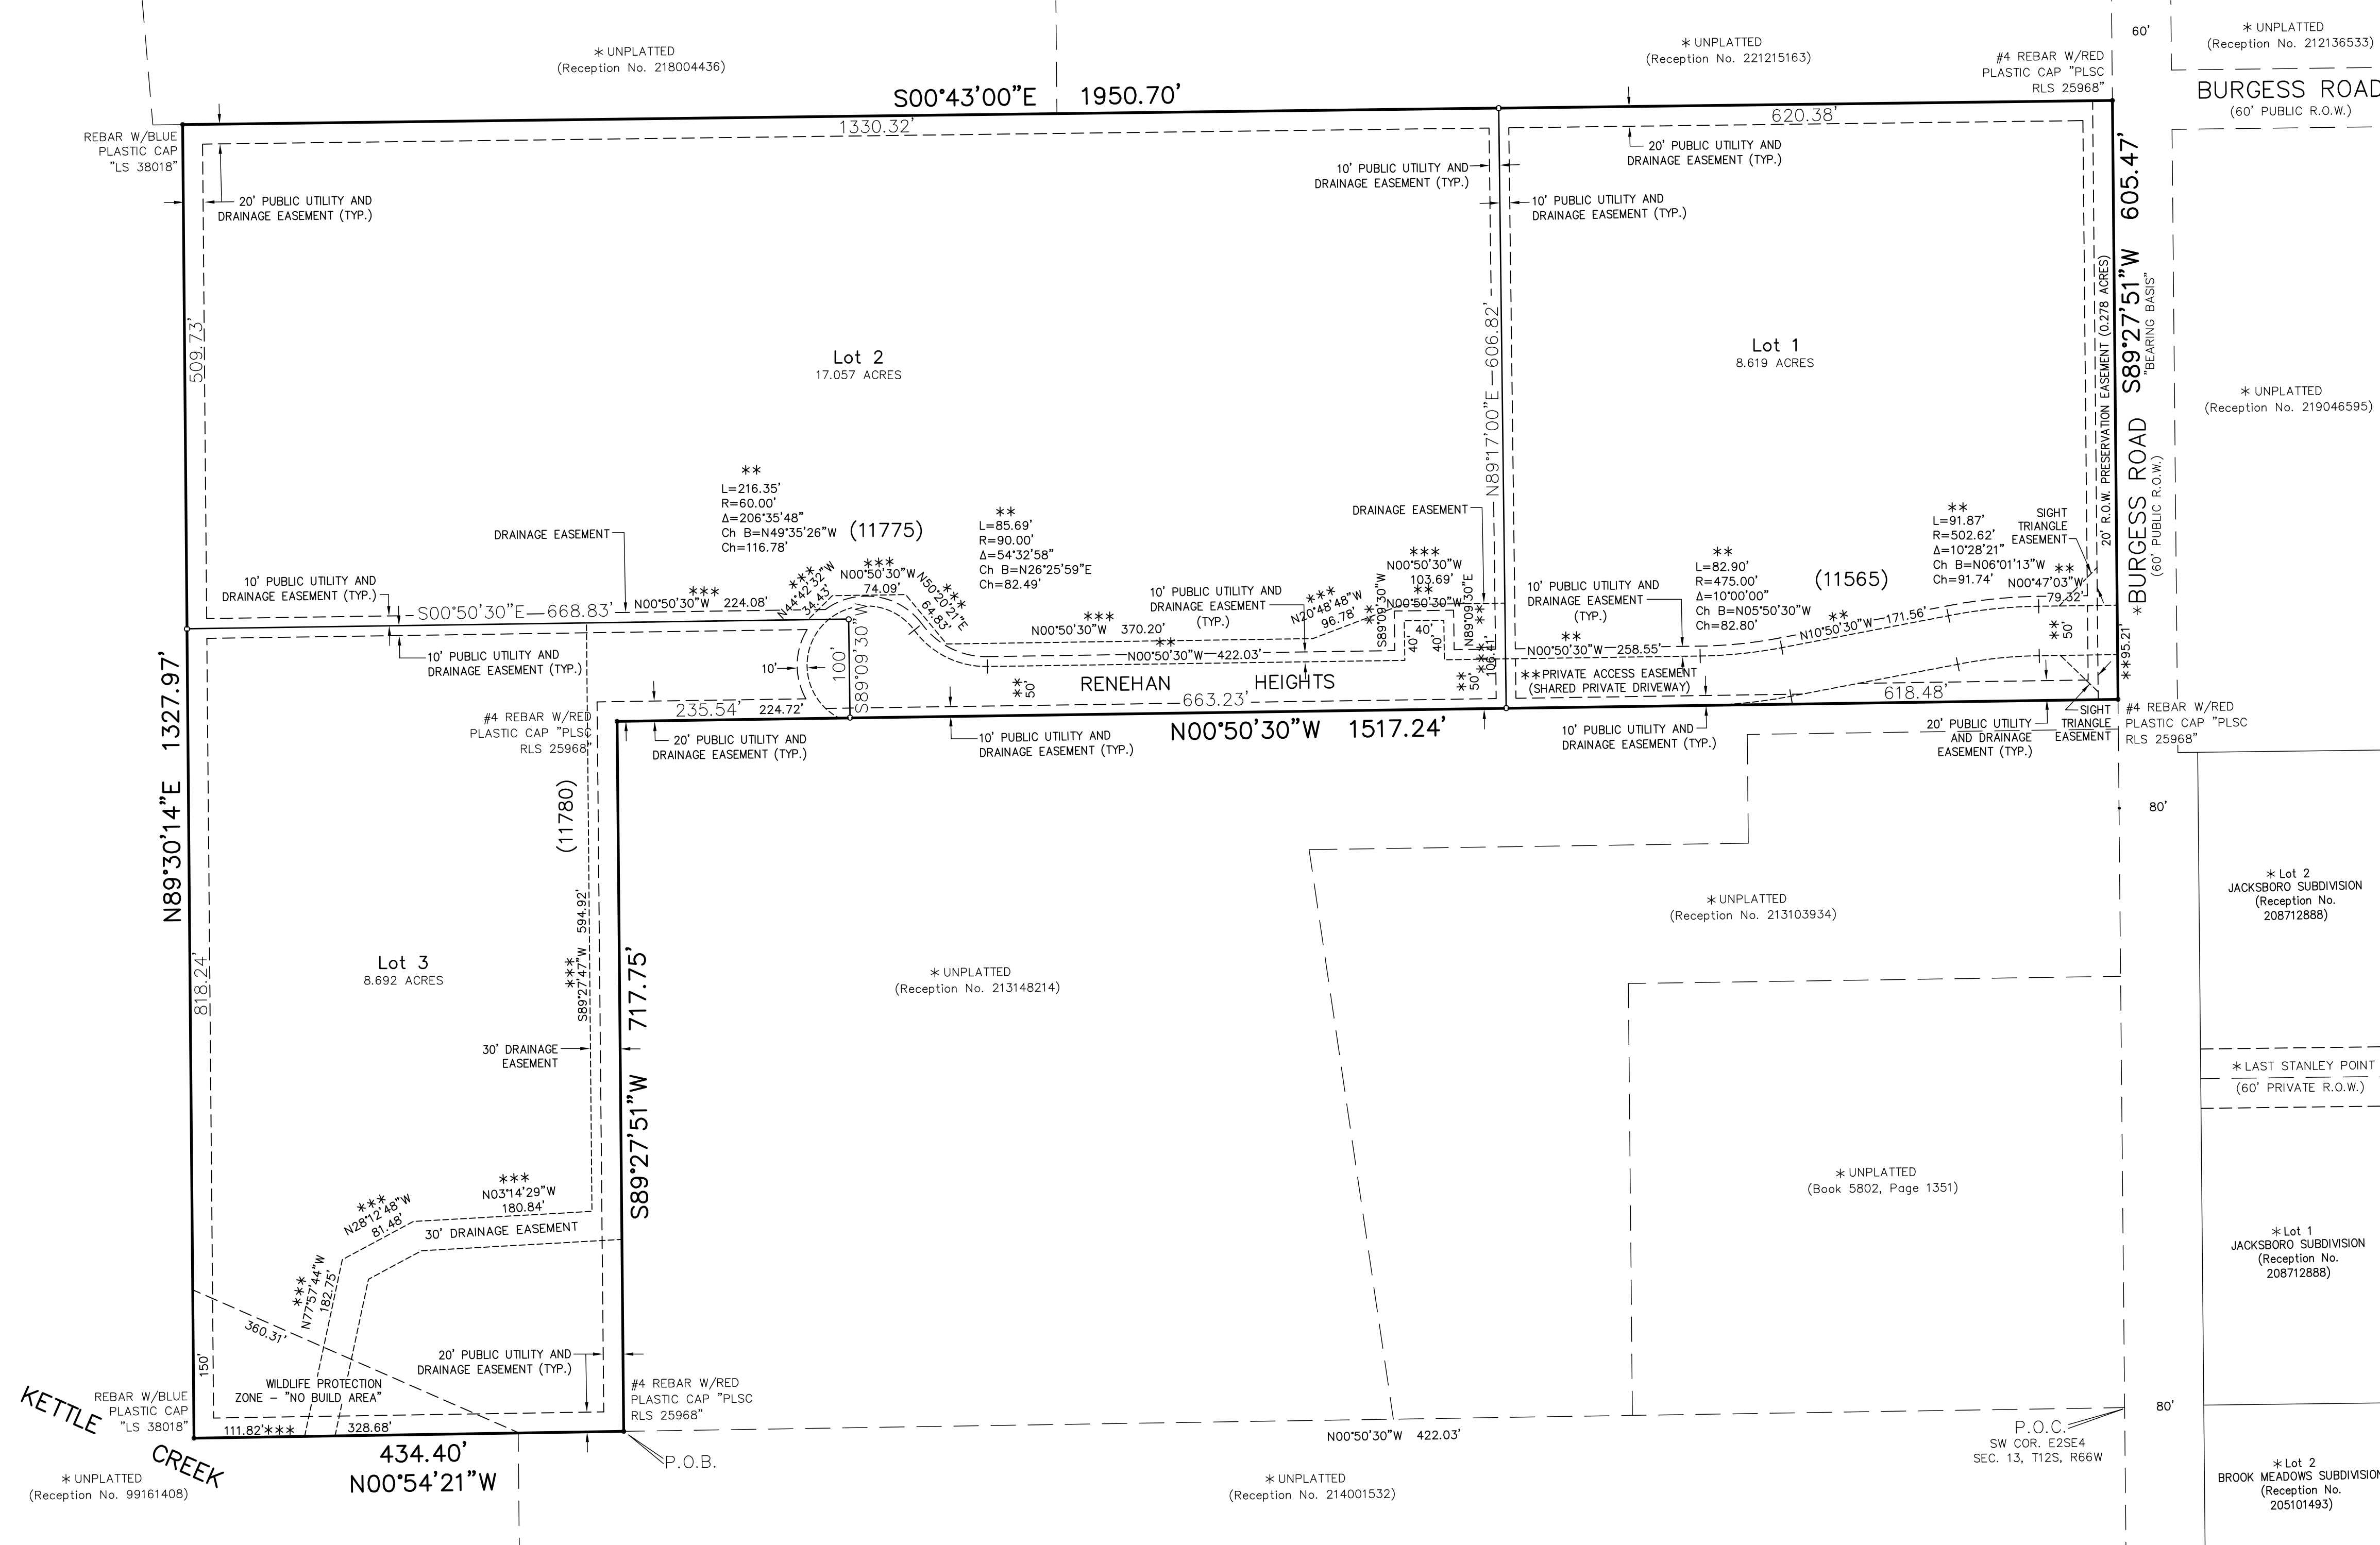 * UNPLATTED
(Reception No. 218004436)
* UNPLATTED
(Reception No. 221215163)
60'
* UNPLATTED
(Reception No. 212136533)
#4 REBAR W/RED
PLASTIC CAP "PLSC
RLS 25968"
BURGESS ROAD
(60' PUBLIC R.O.W.)
S00°43'00"E 1950.70'
1330.32'
620.38'
REBAR W/BLUE
PLASTIC CAP
"LS 38018"
20' PUBLIC UTILITY AND
DRAINAGE EASEMENT (TYP.)
10' PUBLIC UTILITY AND
DRAINAGE EASEMENT (TYP.)
20' PUBLIC UTILITY AND
DRAINAGE EASEMENT (TYP.)
10' PUBLIC UTILITY AND
DRAINAGE EASEMENT (TYP.)
S89°27'51"W 605.47'
"BEARING BASIS"
20' R.O.W. PRESERVATION EASEMENT (0.278 ACRES)
* BURGESS ROAD
(60' PUBLIC R.O.W.)
509.73'
Lot 2
17.057 ACRES
N89°17'00"E 606.82'
Lot 1
8.619 ACRES
* UNPLATTED
(Reception No. 219046595)
**
L=216.35'
R=60.00'
Δ=206°35'48"
Ch B=N49°35'26"W
Ch=116.78'
(11775)
**
L=85.69'
R=90.00'
Δ=54°32'58"
Ch B=N26°25'59"E
Ch=82.49'
DRAINAGE EASEMENT
DRAINAGE EASEMENT
**
L=82.90'
R=475.00'
Δ=10°00'00"
Ch B=N05°50'30"W
Ch=82.80'
(11565)
**
L=91.87'
R=502.62'
Δ=10°28'21"
Ch B=N06°01'13"W
Ch=91.74'
SIGHT
TRIANGLE
EASEMENT
**
N00°47'03"W
79.32'
10' PUBLIC UTILITY AND
DRAINAGE EASEMENT (TYP.)
S00°50'30"E 668.83'
***
N00°50'30"W 224.08'
***
N44°42'32"W
34.43'
***
N00°50'30"W
74.09'
***
N50°20'21"E
64.83'
***
N00°50'30"W 370.20'
10' PUBLIC UTILITY AND
DRAINAGE EASEMENT
(TYP.)
***
N20°48'48"W
96.78'
***
N00°50'30"W
103.69'
**
N00°50'30"W
**
S89°09'30"W
40'
40'
40'
**
N89°09'30"E
***
106.41'
10' PUBLIC UTILITY AND
DRAINAGE EASEMENT
(TYP.)
**
N00°50'30"W 258.55'
**
N10°50'30"W 171.56'
**
50'
**95.21'
10' PUBLIC UTILITY AND
DRAINAGE EASEMENT (TYP.)
10'
100'
S89°09'30"W
**
N00°50'30"W 422.03'
**
50'
RENEHAN HEIGHTS
**
50'
** PRIVATE ACCESS EASEMENT
(SHARED PRIVATE DRIVEWAY)
235.54'
224.72'
663.23'
618.48'
#4 REBAR W/RED
PLASTIC CAP "PLSC
RLS 25968"
20' PUBLIC UTILITY AND
DRAINAGE EASEMENT (TYP.)
10' PUBLIC UTILITY AND
DRAINAGE EASEMENT (TYP.)
N00°50'30"W 1517.24'
10' PUBLIC UTILITY AND
DRAINAGE EASEMENT (TYP.)
20' PUBLIC UTILITY
AND DRAINAGE
EASEMENT (TYP.)
SIGHT
TRIANGLE
EASEMENT
#4 REBAR W/RED
PLASTIC CAP "PLSC
RLS 25968"
N89°30'14"E 1327.97'
(11780)
80'
818.24'
Lot 3
8.692 ACRES
***
S89°27'47"W 594.92'
S89°27'51"W 717.75'
30' DRAINAGE
EASEMENT
* UNPLATTED
(Reception No. 213148214)
* UNPLATTED
(Reception No. 213103934)
* Lot 2
JACKSBORO SUBDIVISION
(Reception No.
208712888)
* LAST STANLEY POINT
(60' PRIVATE R.O.W.)
***
N03°14'29"W
180.84'
***
N28°12'48"W
81.48'
30' DRAINAGE EASEMENT
***
N77°57'44"W
182.75'
* UNPLATTED
(Book 5802, Page 1351)
* Lot 1
JACKSBORO SUBDIVISION
(Reception No.
208712888)
360.31'
150'
20' PUBLIC UTILITY AND
DRAINAGE EASEMENT (TYP.)
WILDLIFE PROTECTION
ZONE - "NO BUILD AREA"
KETTLE
CREEK
REBAR W/BLUE
PLASTIC CAP
"LS 38018"
#4 REBAR W/RED
PLASTIC CAP "PLSC
RLS 25968"
111.82'***
328.68'
434.40'
N00°54'21"W
P.O.B.
N00°50'30"W 422.03'
80'
P.O.C.
SW COR. E2SE4
SEC. 13, T12S, R66W
* UNPLATTED
(Reception No. 99161408)
* UNPLATTED
(Reception No. 214001532)
* Lot 2
BROOK MEADOWS SUBDIVISION
(Reception No.
205101493)